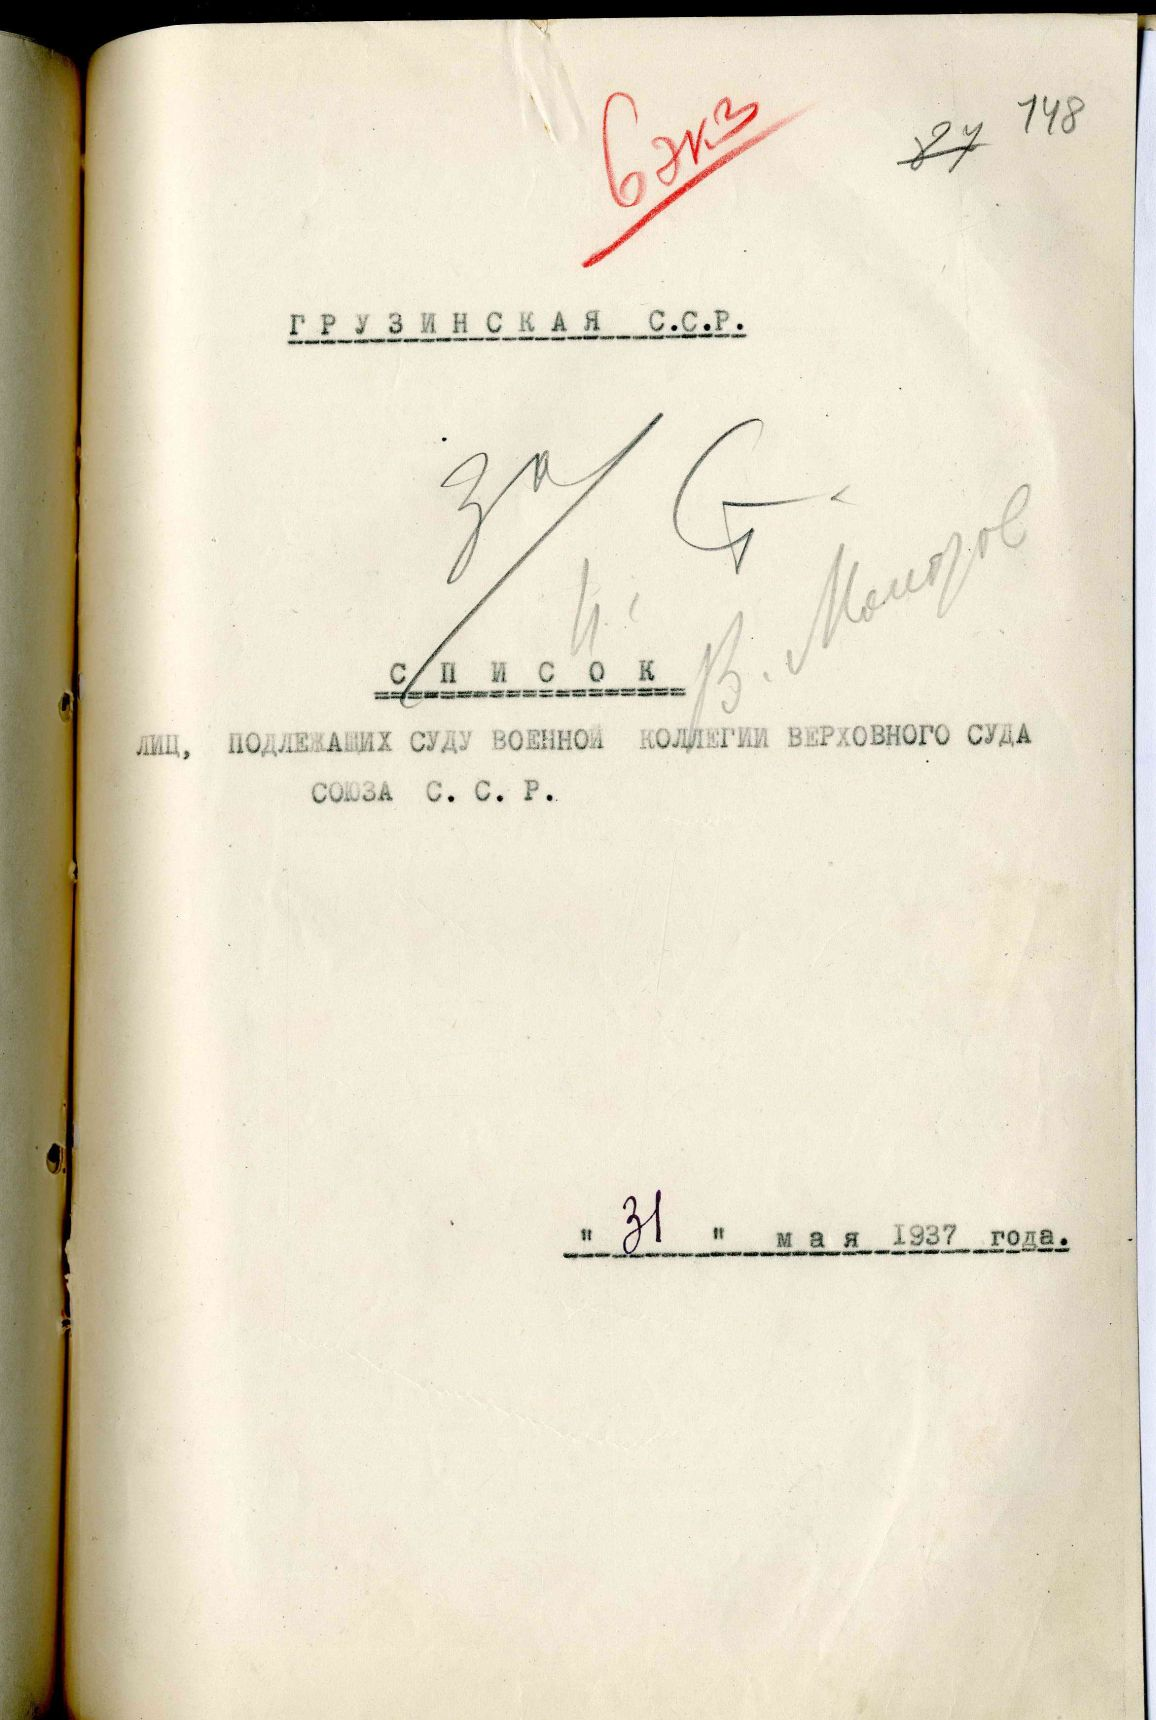 6 экз
27 148
ГРУЗИНСКАЯ С.С.Р.
За
В. Молотов
СПИСОК
ЛИЦ, ПОДЛЕЖАЩИХ СУДУ ВОЕННОЙ КОЛЛЕГИИ ВЕРХОВНОГО СУДА
СОЮЗА С. С. Р.
" 31 " мая 1937 года.